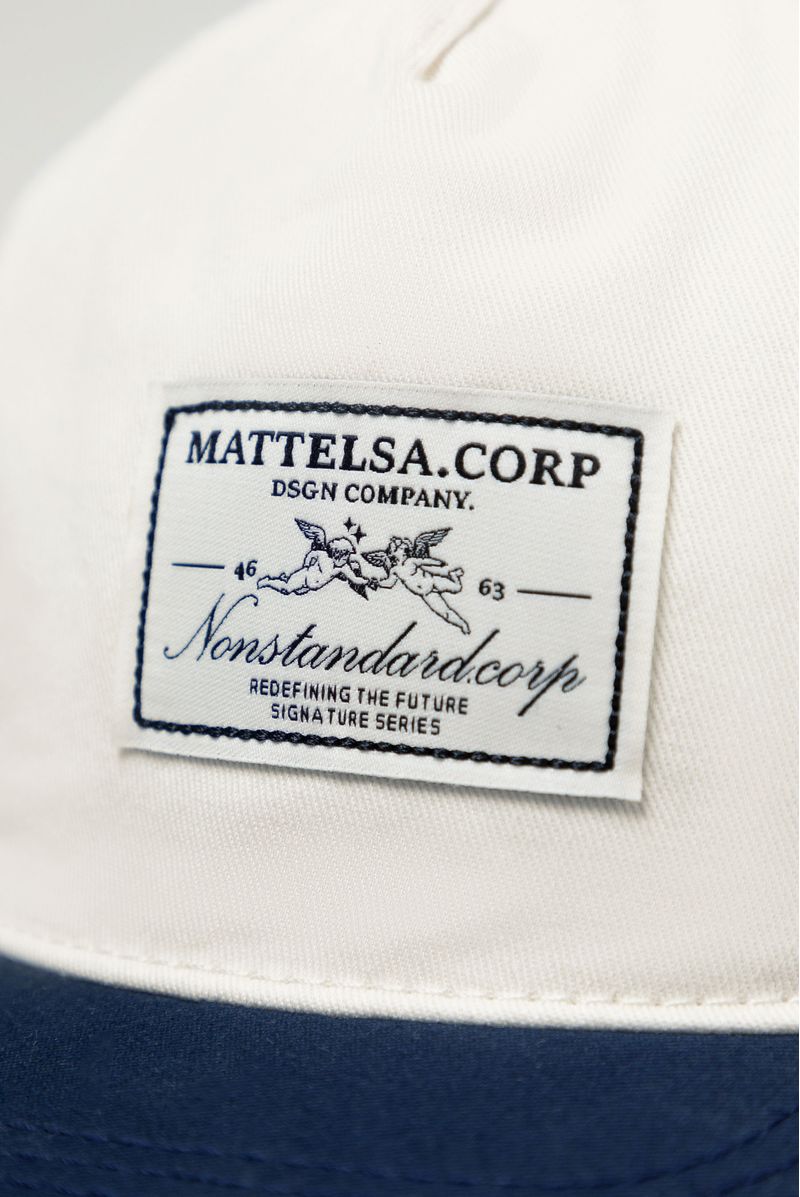 MATTELSA.CORP
DSGN COMPANY.
46 63
Nonstandard.corp
REDEFINING THE FUTURE
SIGNATURE SERIES